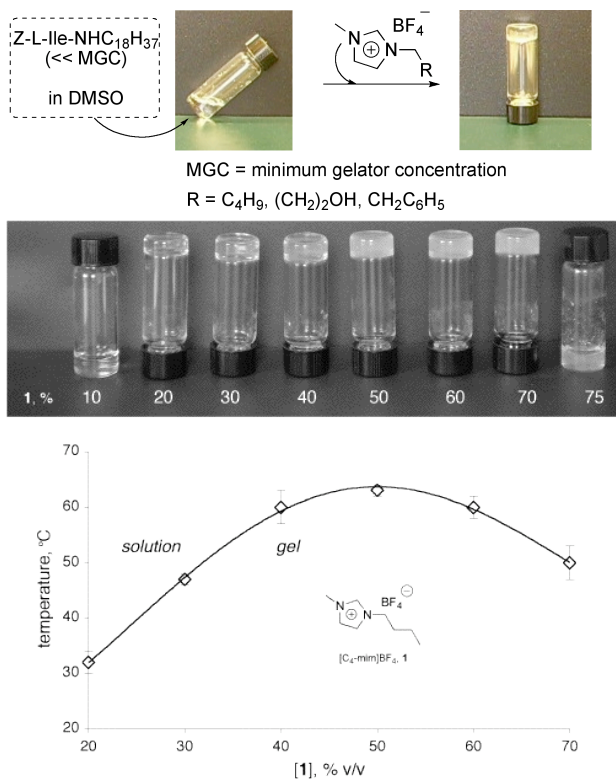 Z-L-Ile-NHC18H37
(<< MGC)
in DMSO
N
+
N
BF4−
R
MGC = minimum gelator concentration
R = C4H9, (CH2)2OH, CH2C6H5
1, % 10 20 30 40 50 60 70 75
70
60
50
40
30
20
temperature, °C
solution
gel
N
+
N
BF4−
[C4-mim]BF4, 1
20 30 40 50 60 70
[1], % v/v